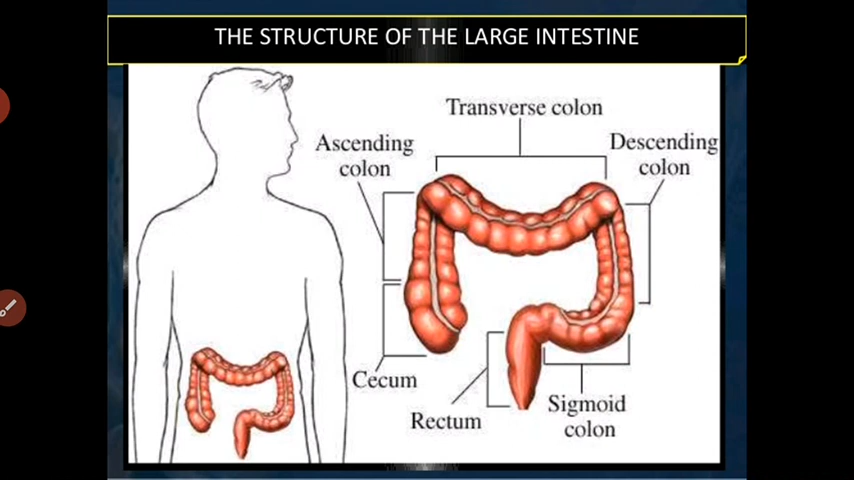 THE STRUCTURE OF THE LARGE INTESTINE
Transverse colon
Ascending
colon
Descending
colon
Cecum
Rectum
Sigmoid
colon